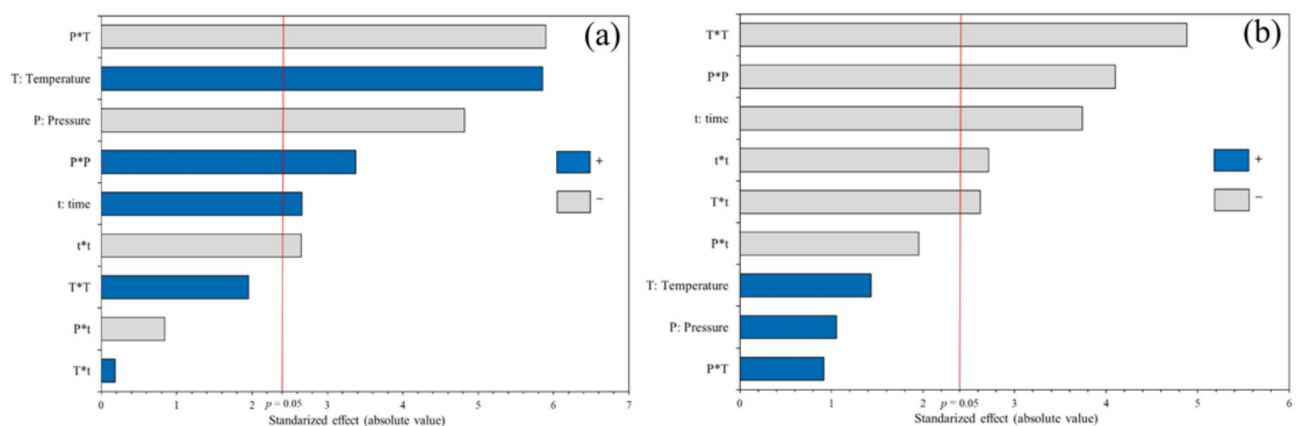 (a)
P*T
T: Temperature
P: Pressure
P*P
t: time
t*t
T*T
P*t
T*t
+
−
0 1 2 p = 0.05 3 4 5 6 7
Standarized effect (absolute value)
(b)
T*T
P*P
t: time
t*t
T*t
P*t
T: Temperature
P: Pressure
P*T
+
−
0 1 2 p = 0.05 3 4 5 6
Standarized effect (absolute value)